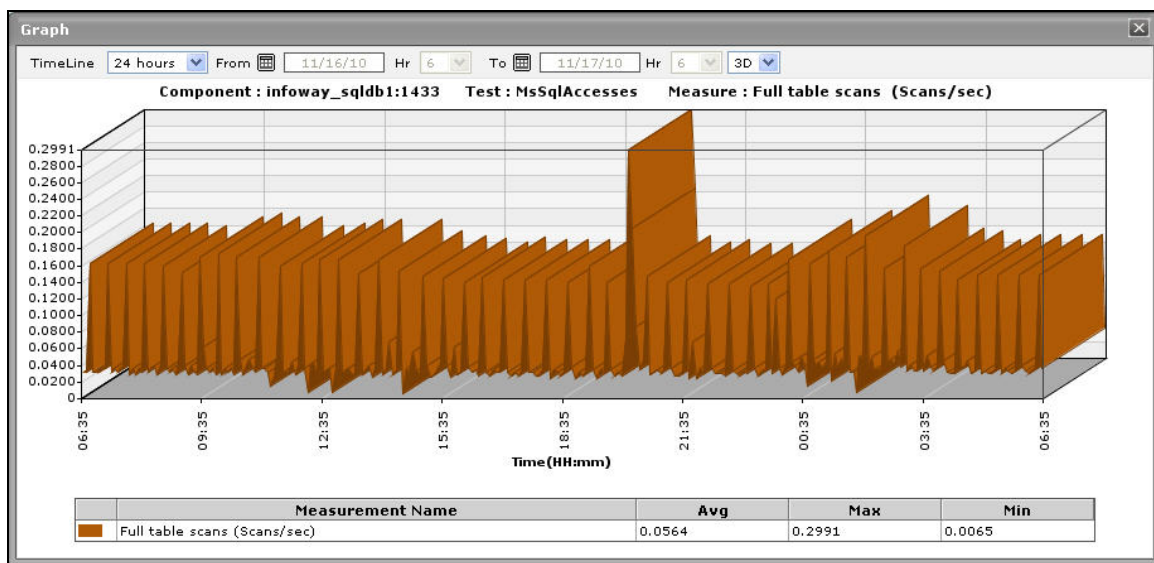 Graph
TimeLine 24 hours From 11/16/10 Hr 6 To 11/17/10 Hr 6 3D
Component : infoway_sqldb1:1433 Test : MsSqlAccesses Measure : Full table scans (Scans/sec)
0.2991
0.2800
0.2600
0.2400
0.2200
0.2000
0.1800
0.1600
0.1400
0.1200
0.1000
0.0800
0.0600
0.0400
0.0200
0
06:35 09:35 12:35 15:35 18:35 21:35 00:35 03:35 06:35
Time(HH:mm)
Measurement Name Avg Max Min
Full table scans (Scans/sec) 0.0564 0.2991 0.0065